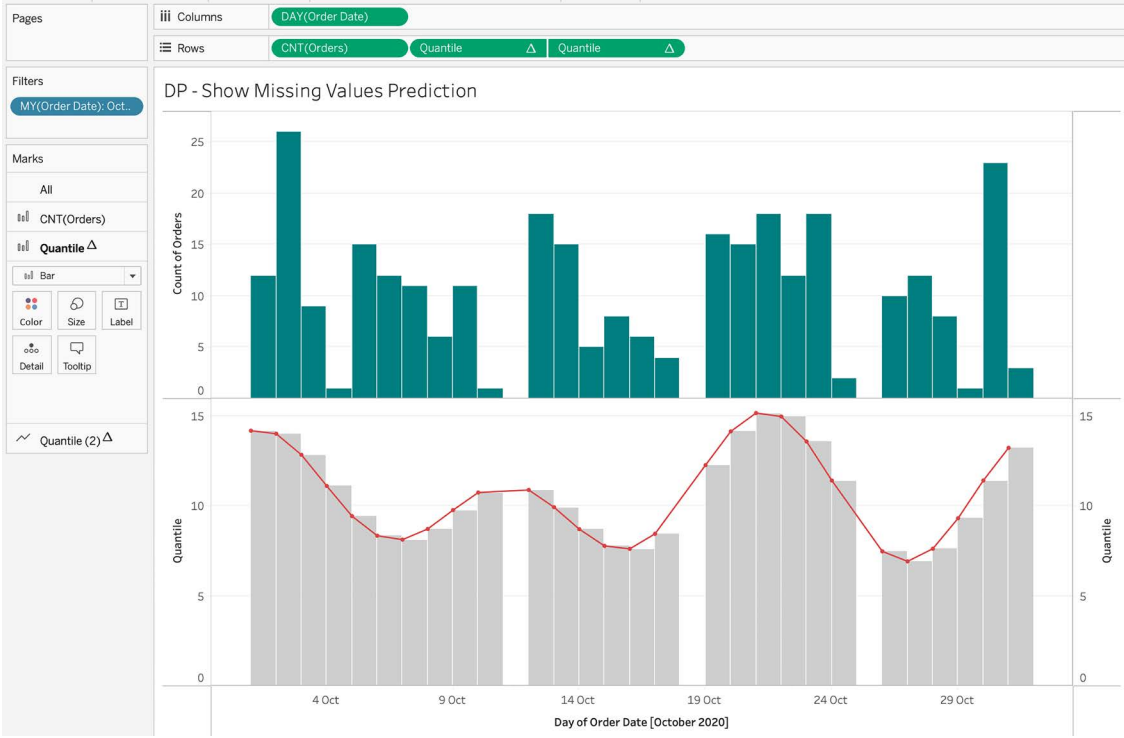 Pages
Columns
DAY(Order Date)
Rows
CNT(Orders)
Quantile Δ
Quantile Δ
Filters
MY(Order Date): Oct..
Marks
All
CNT(Orders)
Quantile Δ
Bar
Color
Size
Label
Detail
Tooltip
Quantile (2) Δ
DP - Show Missing Values Prediction
Count of Orders
25
20
15
10
5
0
Quantile
15
10
5
0
15
10
5
0
Quantile
4 Oct
9 Oct
14 Oct
19 Oct
24 Oct
29 Oct
Day of Order Date [October 2020]